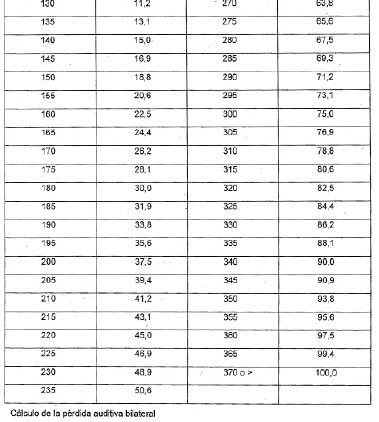 130 11,2 270 63,8
135 13,1 275 65,6
140 15,0 280 67,5
145 16,9 285 69,3
150 18,8 290 71,2
155 20,6 295 73,1
160 22,5 300 75,0
165 24,4 305 76,9
170 26,2 310 78,8
175 28,1 315 80,6
180 30,0 320 82,5
185 31,9 325 84,4
190 33,8 330 86,2
195 35,6 335 88,1
200 37,5 340 90,0
205 39,4 345 90,9
210 41,2 350 93,8
215 43,1 355 95,6
220 45,0 360 97,5
225 46,9 365 99,4
230 48,9 370 o > 100,0
235 50,6
Cálculo de la pérdida auditiva bilateral